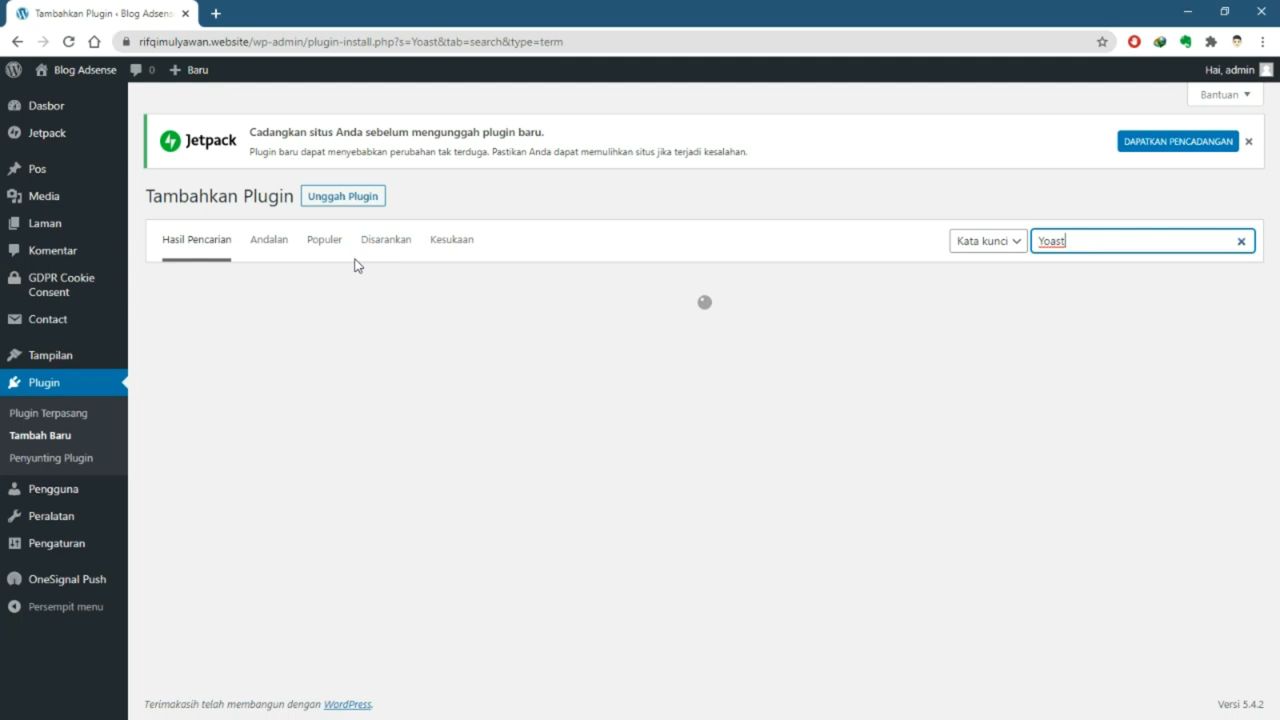 Tambahkan Plugin ‹ Blog Adsens
rifqimulyawan.website/wp-admin/plugin-install.php?s=Yoast&tab=search&type=term
Blog Adsense
0
Baru
Hai, admin
Bantuan
Dasbor
Jetpack
Pos
Media
Laman
Komentar
GDPR Cookie
Consent
Contact
Tampilan
Plugin
Plugin Terpasang
Tambah Baru
Penyunting Plugin
Pengguna
Peralatan
Pengaturan
OneSignal Push
Persempit menu
Jetpack
Cadangkan situs Anda sebelum mengunggah plugin baru.
Plugin baru dapat menyebabkan perubahan tak terduga. Pastikan Anda dapat memulihkan situs jika terjadi kesalahan.
DAPATKAN PENCADANGAN
Tambahkan Plugin
Unggah Plugin
Hasil Pencarian
Andalan
Populer
Disarankan
Kesukaan
Kata kunci
Yoast
Terimakasih telah membangun dengan WordPress.
Versi 5.4.2